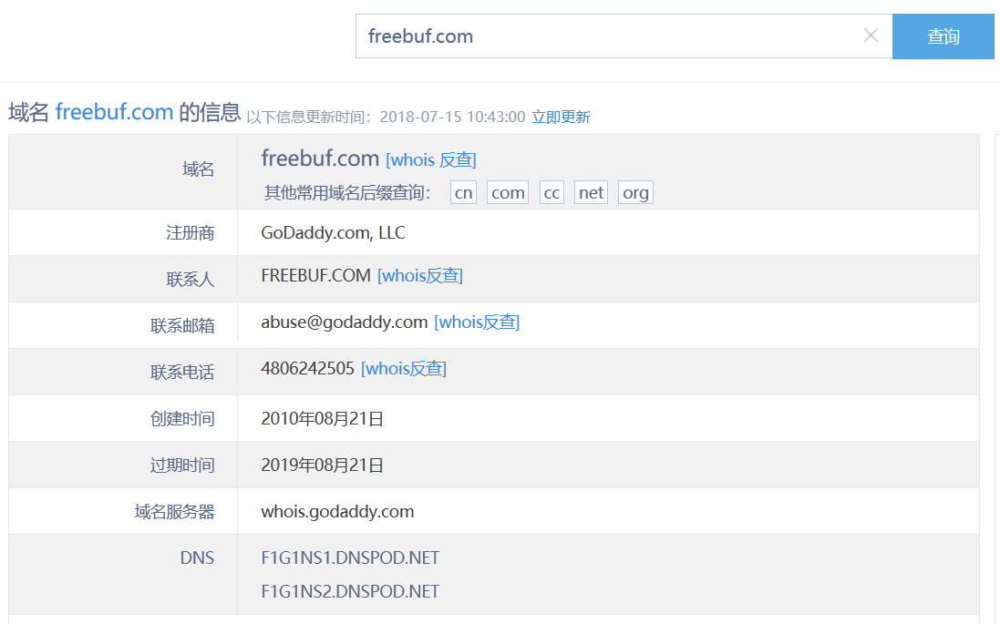 freebuf.com 查询
域名 freebuf.com 的信息 以下信息更新时间：2018-07-15 10:43:00 立即更新
域名 freebuf.com [whois 反查]
其他常用域名后缀查询： cn com cc net org
注册商 GoDaddy.com, LLC
联系人 FREEBUF.COM [whois反查]
联系邮箱 abuse@godaddy.com [whois反查]
联系电话 4806242505 [whois反查]
创建时间 2010年08月21日
过期时间 2019年08月21日
域名服务器 whois.godaddy.com
DNS F1G1NS1.DNSPOD.NET
F1G1NS2.DNSPOD.NET